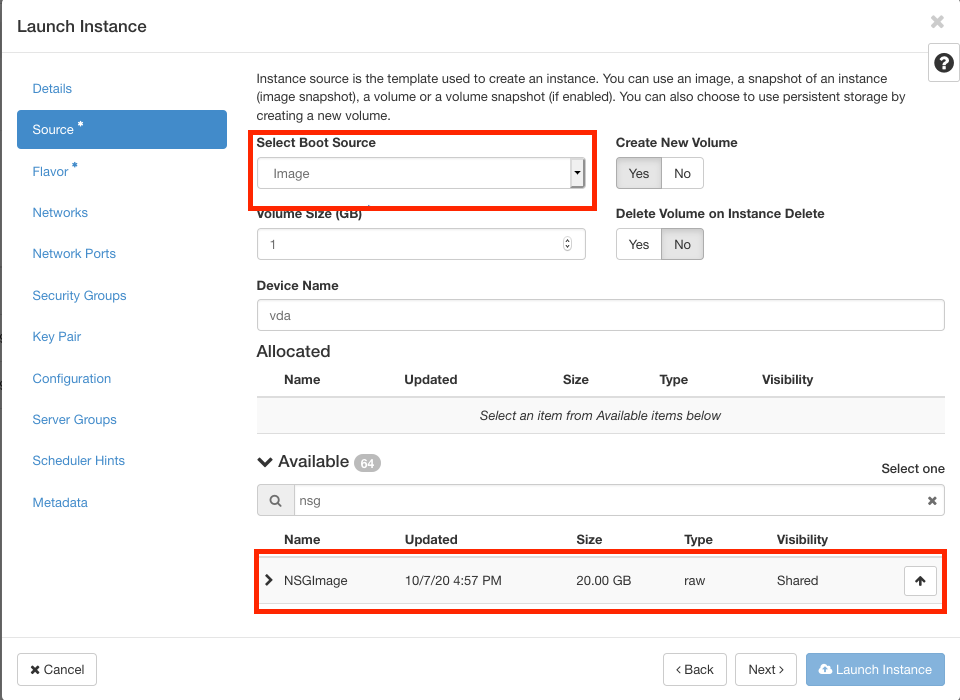 Launch Instance
Details
Source *
Flavor *
Networks
Network Ports
Security Groups
Key Pair
Configuration
Server Groups
Scheduler Hints
Metadata
Instance source is the template used to create an instance. You can use an image, a snapshot of an instance
(image snapshot), a volume or a volume snapshot (if enabled). You can also choose to use persistent storage by
creating a new volume.
Select Boot Source
Image
Create New Volume
Yes No
Volume Size (GB)
1
Delete Volume on Instance Delete
Yes No
Device Name
vda
Allocated
Name Updated Size Type Visibility
Select an item from Available items below
Available 64
Select one
nsg
Name Updated Size Type Visibility
NSGImage 10/7/20 4:57 PM 20.00 GB raw Shared
Cancel
< Back Next > Launch Instance